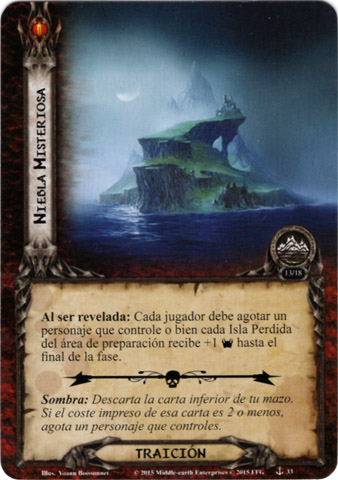 NIEBLA MISTERIOSA
13/18
Al ser revelada: Cada jugador debe agotar un
personaje que controle o bien cada Isla Perdida
del área de preparación recibe +1 hasta el
final de la fase.
Sombra: Descarta la carta inferior de tu mazo.
Si el coste impreso de esa carta es 2 o menos,
agota un personaje que controles.
TRAICIÓN
Illus. Yoann Boissonnet
© 2015 Middle-earth Enterprises © 2015 FFG
33